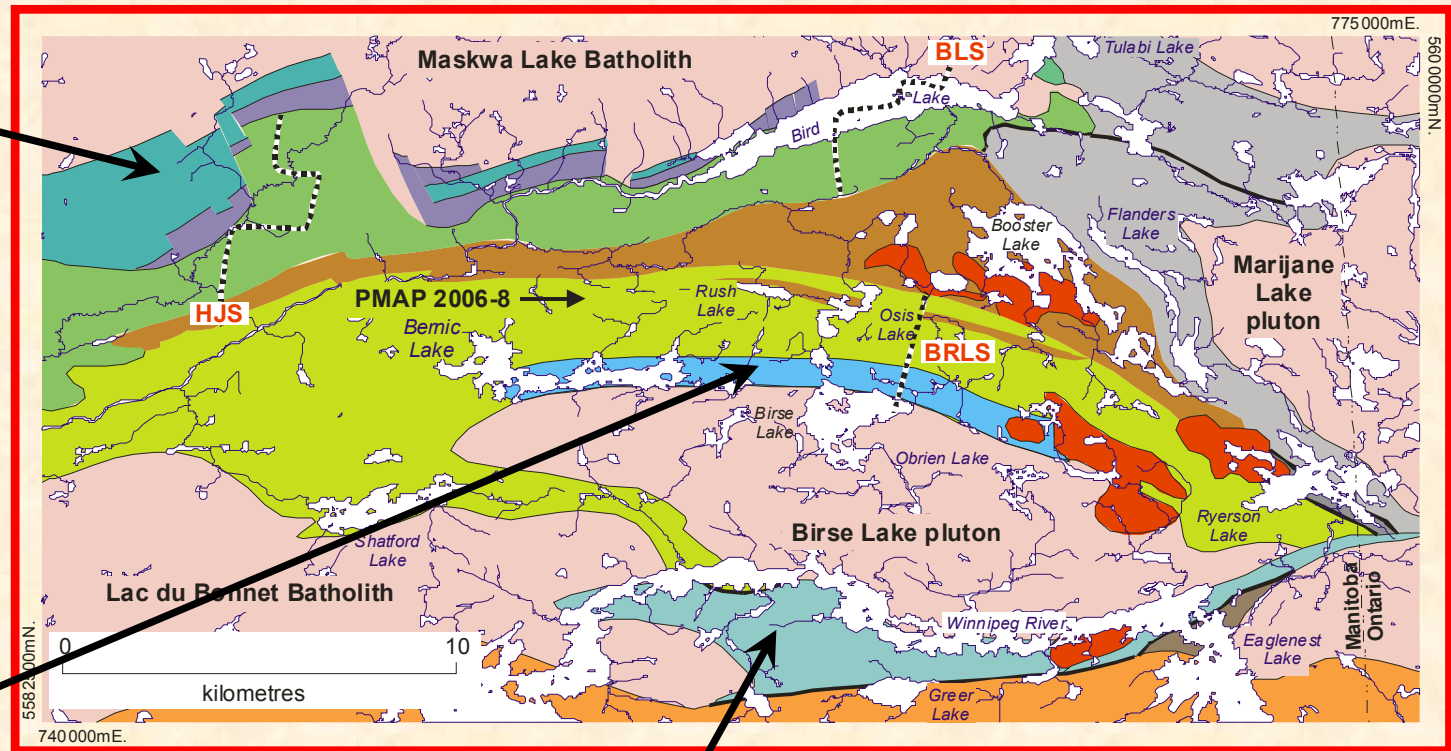 775000mE.
Maskwa Lake Batholith
BLS
Tulabi Lake
5600000mN.
Lake
Bird
Flanders
Lake
Booster
Lake
Marijane
Lake
pluton
HJS
PMAP 2006-8
Rush
Lake
Bernic
Lake
Osis
Lake
BRLS
Birse
Lake
Obrien Lake
Ryerson
Lake
Birse Lake pluton
Shatford
Lake
Lac du Bonnet Batholith
Manitoba
Ontario
Winnipeg River
Eaglenest
Lake
0
10
kilometres
Greer
Lake
5582500mN.
740000mE.